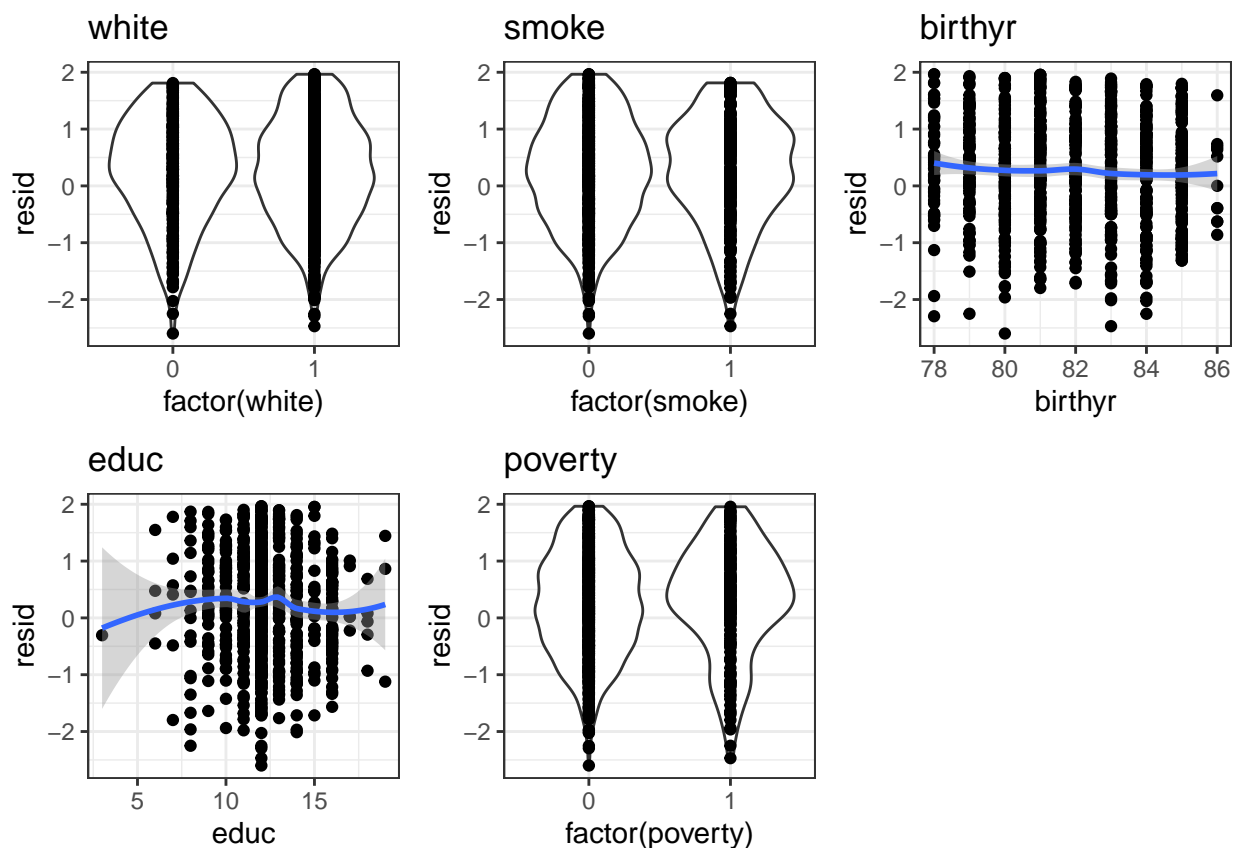 white
2
1
0
−1
−2
resid
0 1
factor(white)
smoke
2
1
0
−1
−2
resid
0 1
factor(smoke)
birthyr
2
1
0
−1
−2
resid
78 80 82 84 86
birthyr
educ
2
1
0
−1
−2
resid
5 10 15
educ
poverty
2
1
0
−1
−2
resid
0 1
factor(poverty)